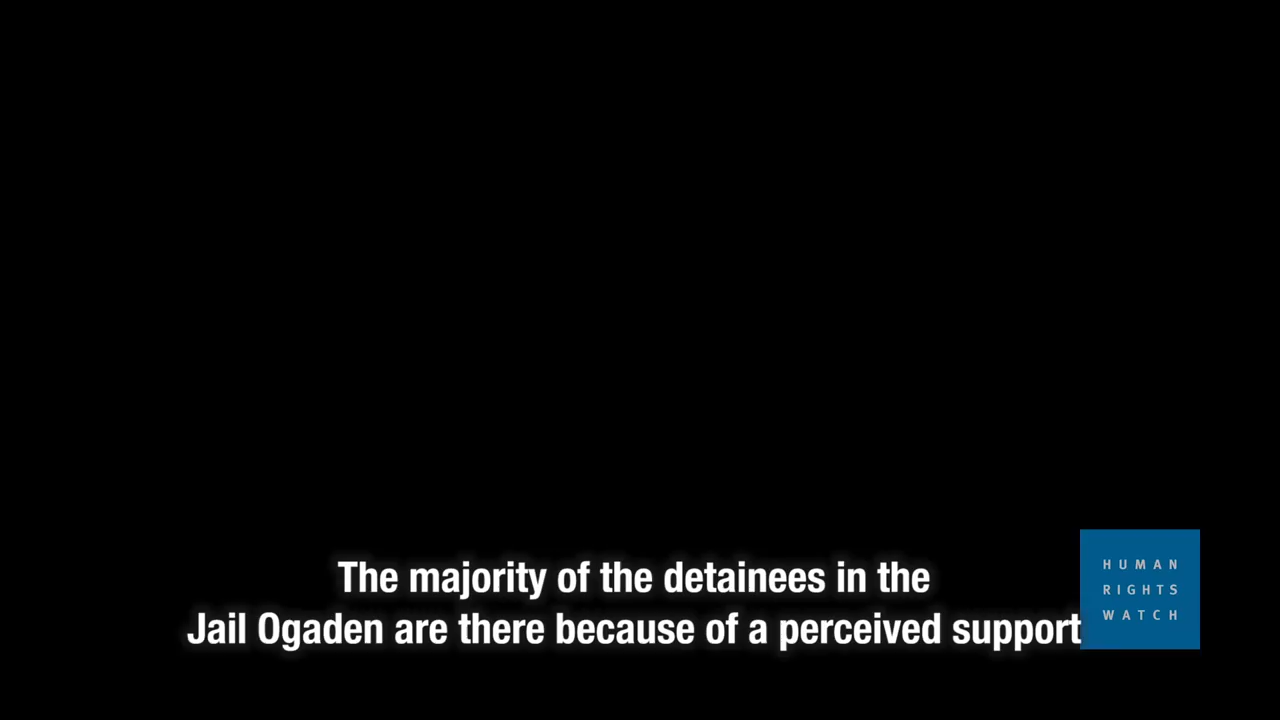 The majority of the detainees in the
Jail Ogaden are there because of a perceived support
HUMAN
RIGHTS
WATCH